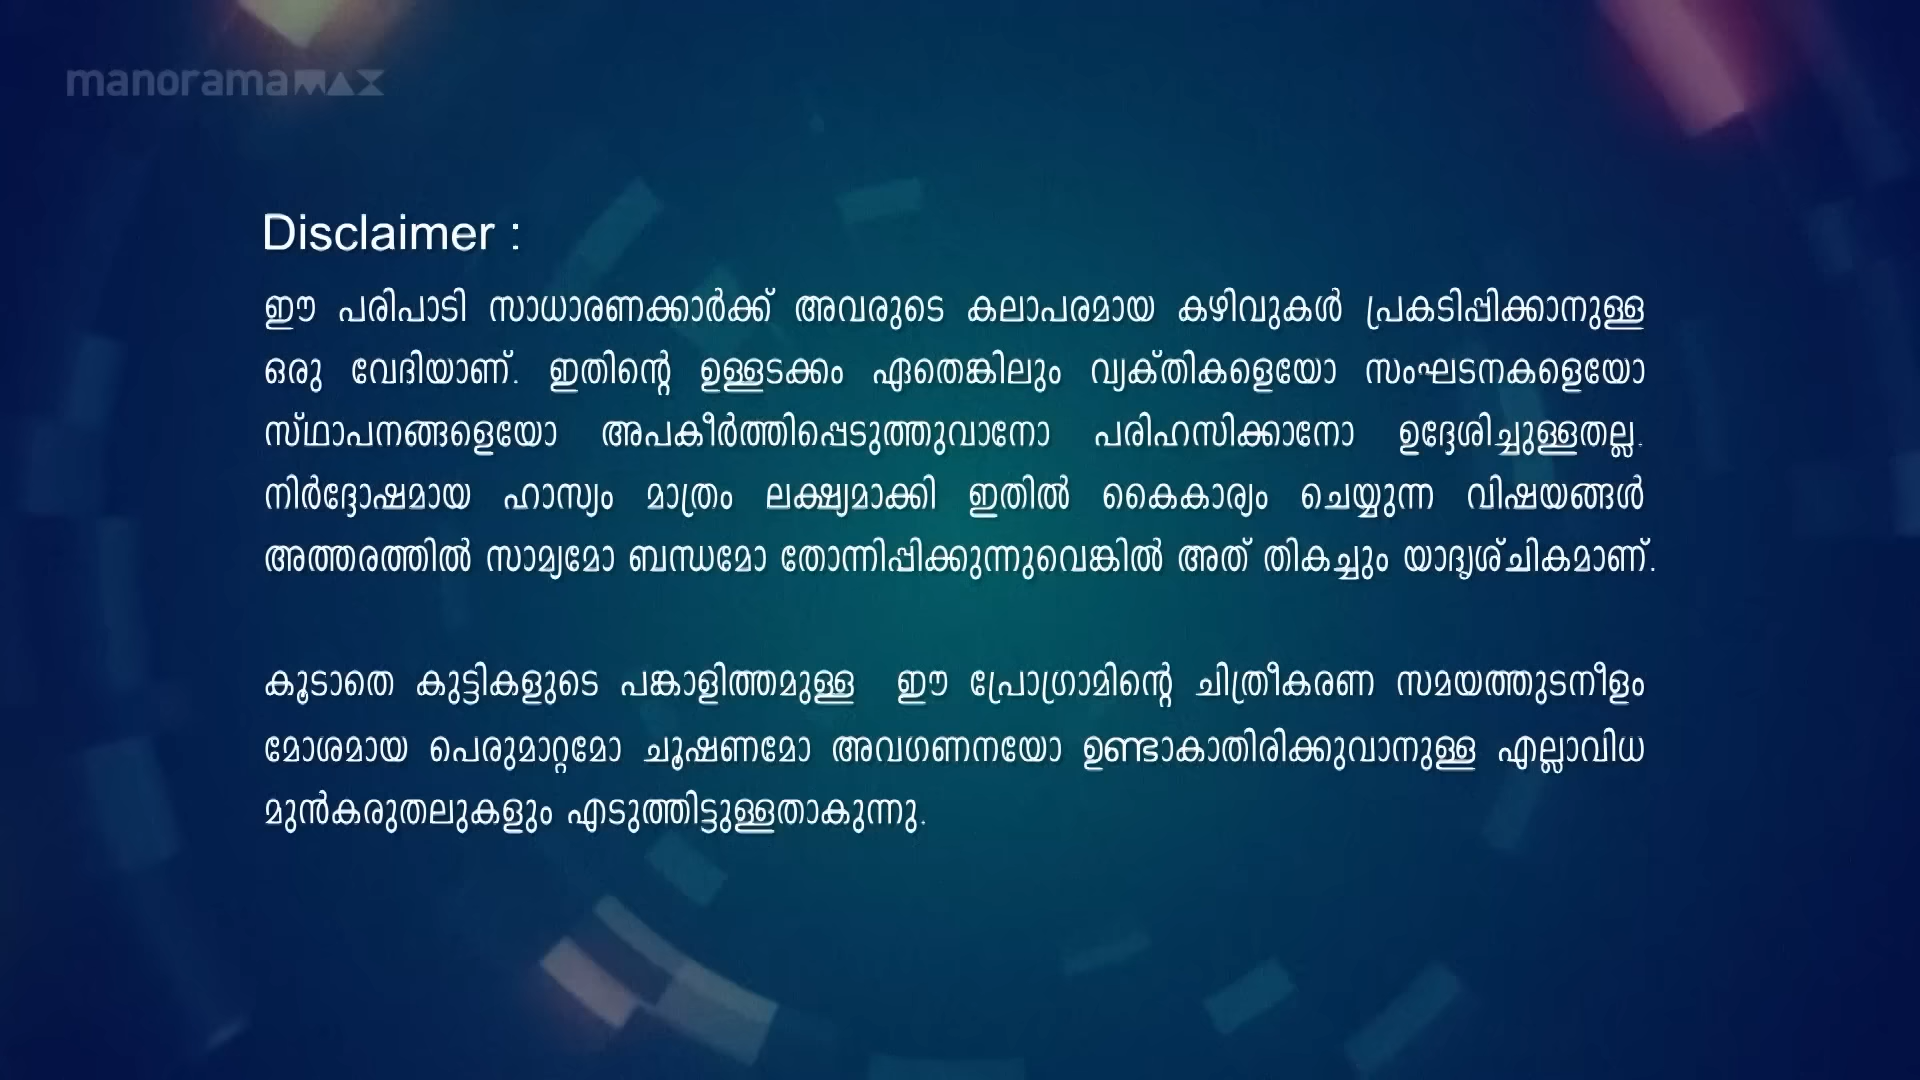 manoramaMAX
Disclaimer :
ഈ പരിപാടി സാധാരണക്കാർക്ക് അവരുടെ കലാപരമായ കഴിവുകൾ പ്രകടിപ്പിക്കാനുള്ള
ഒരു വേദിയാണ്. ഇതിന്റെ ഉള്ളടക്കം ഏതെങ്കിലും വ്യക്‌തികളെയോ സംഘടനകളെയോ
സ്‌ഥാപനങ്ങളെയോ അപകീർത്തിപ്പെടുത്തുവാനോ പരിഹസിക്കാനോ ഉദ്ദേശിച്ചുള്ളതല്ല.
നിർദ്ദോഷമായ ഹാസ്യം മാത്രം ലക്ഷ്യമാക്കി ഇതിൽ കൈകാര്യം ചെയ്യുന്ന വിഷയങ്ങൾ
അത്തരത്തിൽ സാമ്യമോ ബന്ധമോ തോന്നിപ്പിക്കുന്നുവെങ്കിൽ അത് തികച്ചും യാദൃശ്‌ചികമാണ്.
കൂടാതെ കുട്ടികളുടെ പങ്കാളിത്തമുള്ള ഈ പ്രോഗ്രാമിന്റെ ചിത്രീകരണ സമയത്തുടനീളം
മോശമായ പെരുമാറ്റമോ ചൂഷണമോ അവഗണനയോ ഉണ്ടാകാതിരിക്കുവാനുള്ള എല്ലാവിധ
മുൻകരുതലുകളും എടുത്തിട്ടുള്ളതാകുന്നു.